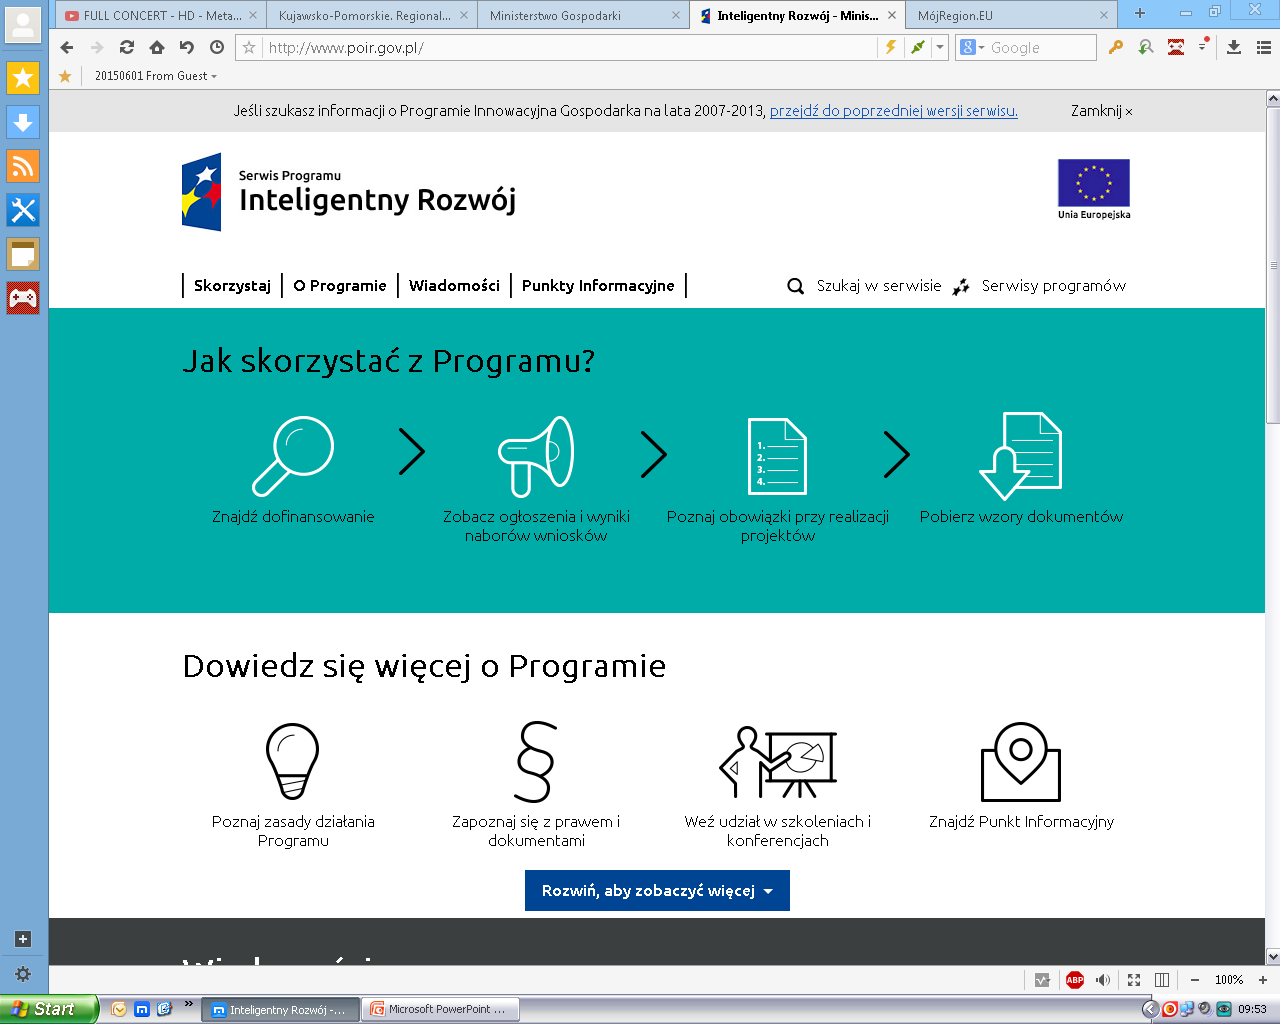 FULL CONCERT - HD - Meta...
Kujawsko-Pomorskie. Regional...
Ministerstwo Gospodarki
Inteligentny Rozwój - Minis...
MójRegion.EU
http://www.poir.gov.pl/
Google
20150601 From Guest
Jeśli szukasz informacji o Programie Innowacyjna Gospodarka na lata 2007-2013, przejdź do poprzedniej wersji serwisu.
Zamknij ×
Serwis Programu
Inteligentny Rozwój
Unia Europejska
Skorzystaj
O Programie
Wiadomości
Punkty Informacyjne
Szukaj w serwisie
Serwisy programów
Jak skorzystać z Programu?
1.
2.
3.
4.
Znajdź dofinansowanie
Zobacz ogłoszenia i wyniki
naborów wniosków
Poznaj obowiązki przy realizacji
projektów
Pobierz wzory dokumentów
Dowiedz się więcej o Programie
Poznaj zasady działania
Programu
Zapoznaj się z prawem i
dokumentami
Weź udział w szkoleniach i
konferencjach
Znajdź Punkt Informacyjny
Rozwiń, aby zobaczyć więcej
Wiadomości
ABP
100%
Start
Inteligentny Rozwój -...
Microsoft PowerPoint ...
09:53